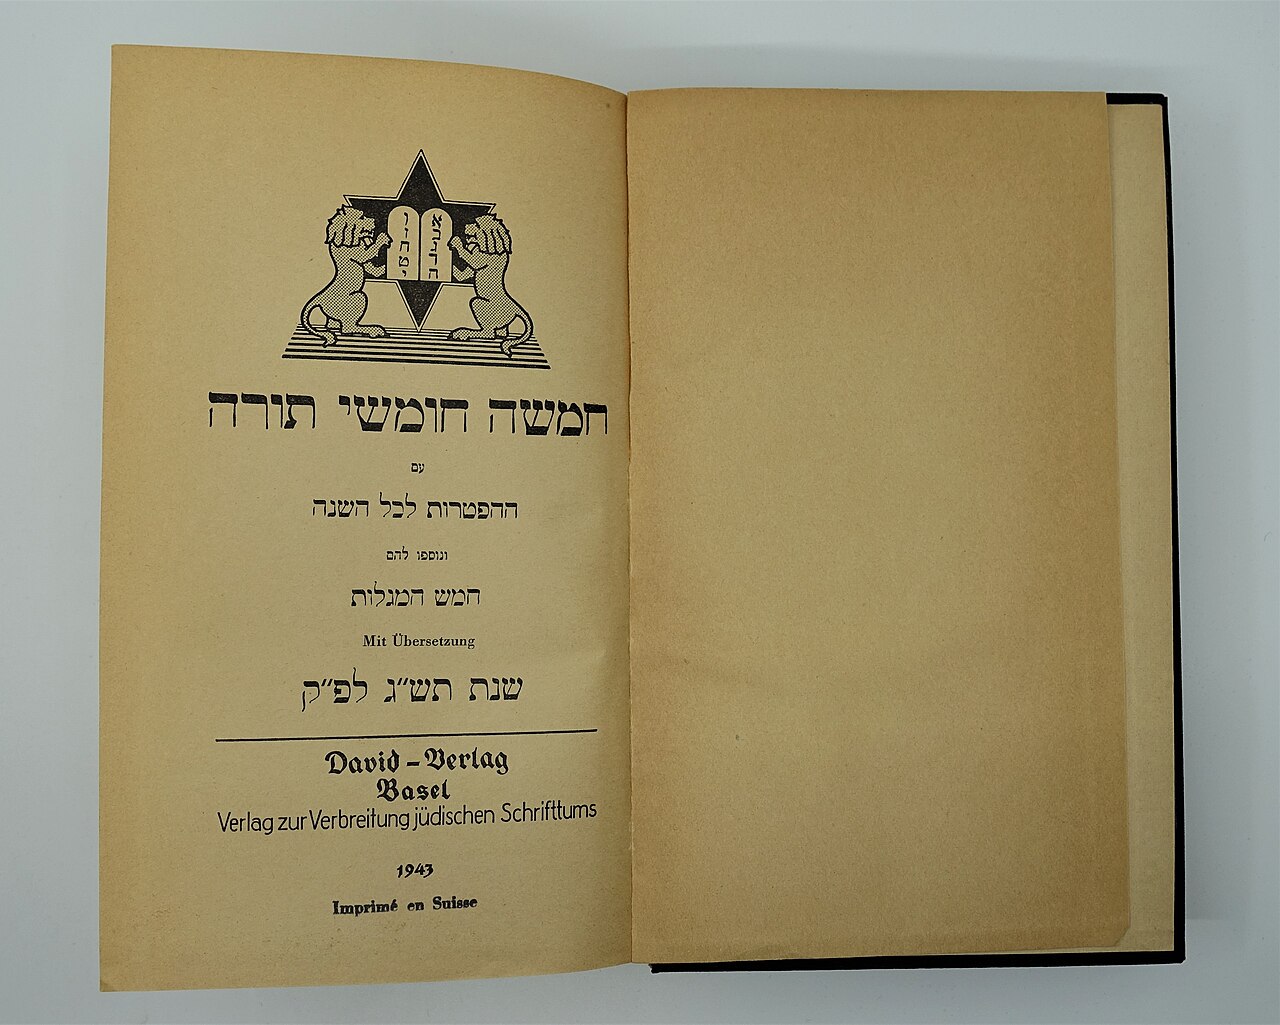 ו א
ז ב
ח ג
ט ד
י ה
חמשה חומשי תורה
עם
ההפטרות לכל השנה
ונוספו להם
חמש המגלות
Mit Übersetzung
שנת תש״ג לפ״ק
David-Verlag
Basel
Verlag zur Verbreitung jüdischen Schrifttums
1943
Imprimé en Suisse